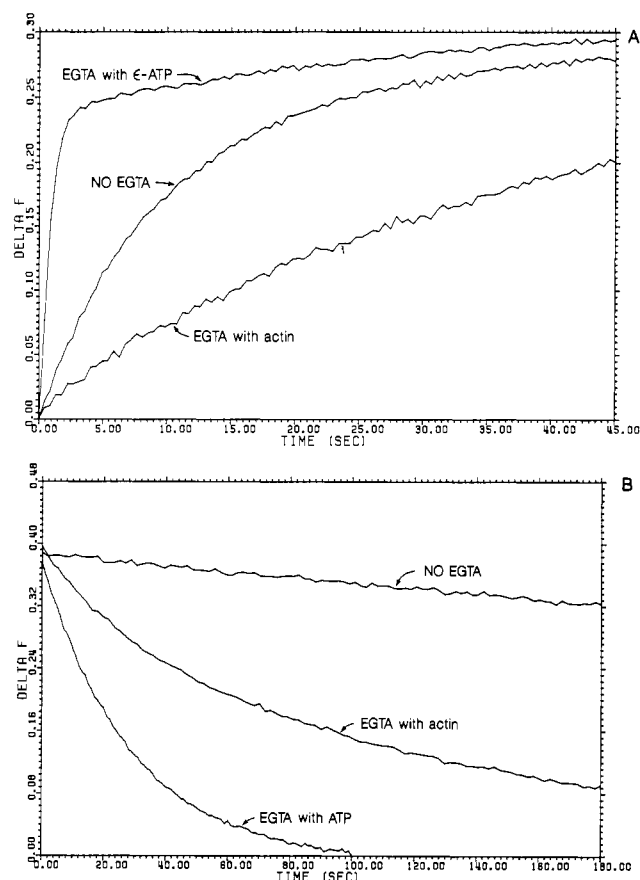 A
0.30
0.25
0.20
0.15
0.10
0.05
0.00
DELTA F
EGTA with ϵ-ATP
NO EGTA
EGTA with actin
0.00 5.00 10.00 15.00 20.00 25.00 30.00 35.00 40.00 45.00
TIME (SEC)
B
0.48
0.40
0.32
0.24
0.16
0.08
0.00
DELTA F
NO EGTA
EGTA with actin
EGTA with ATP
0.00 20.00 40.00 60.00 80.00 100.00 120.00 140.00 160.00 180.00
TIME (SEC)